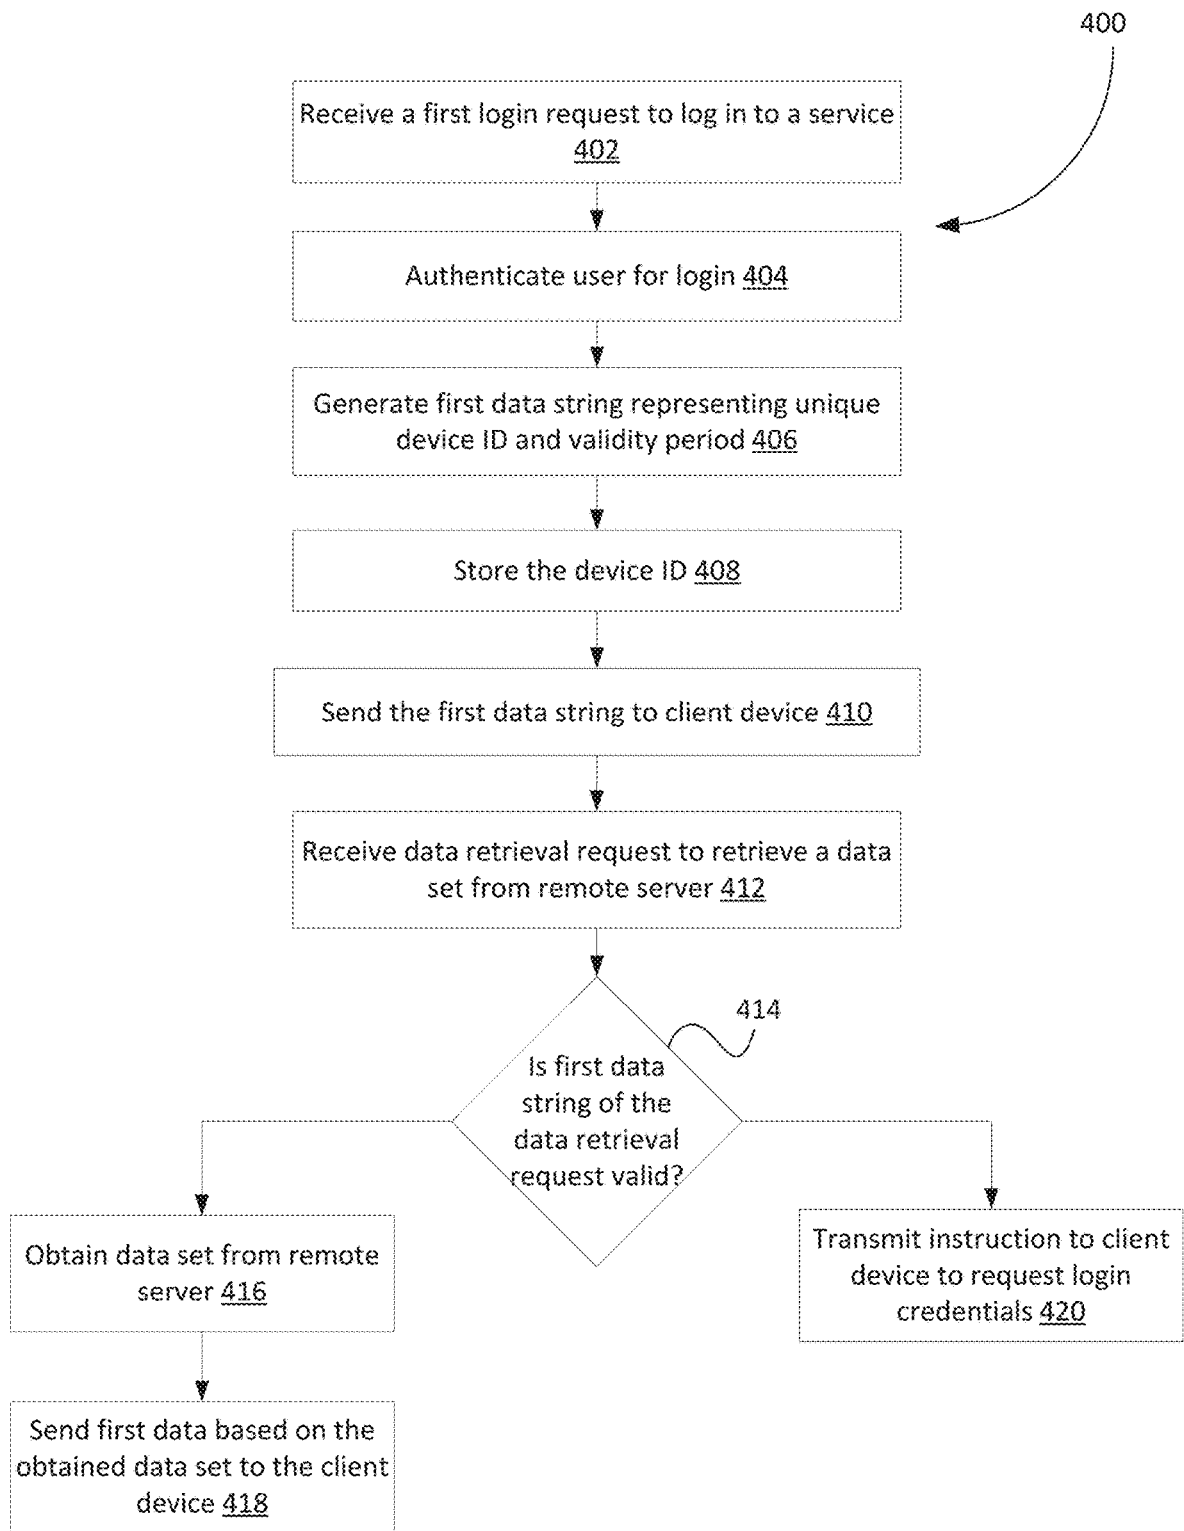 400
Receive a first login request to log in to a service
402
Authenticate user for login 404
Generate first data string representing unique
device ID and validity period 406
Store the device ID 408
Send the first data string to client device 410
Receive data retrieval request to retrieve a data
set from remote server 412
414
Is first data
string of the
data retrieval
request valid?
Obtain data set from remote
server 416
Send first data based on the
obtained data set to the client
device 418
Transmit instruction to client
device to request login
credentials 420